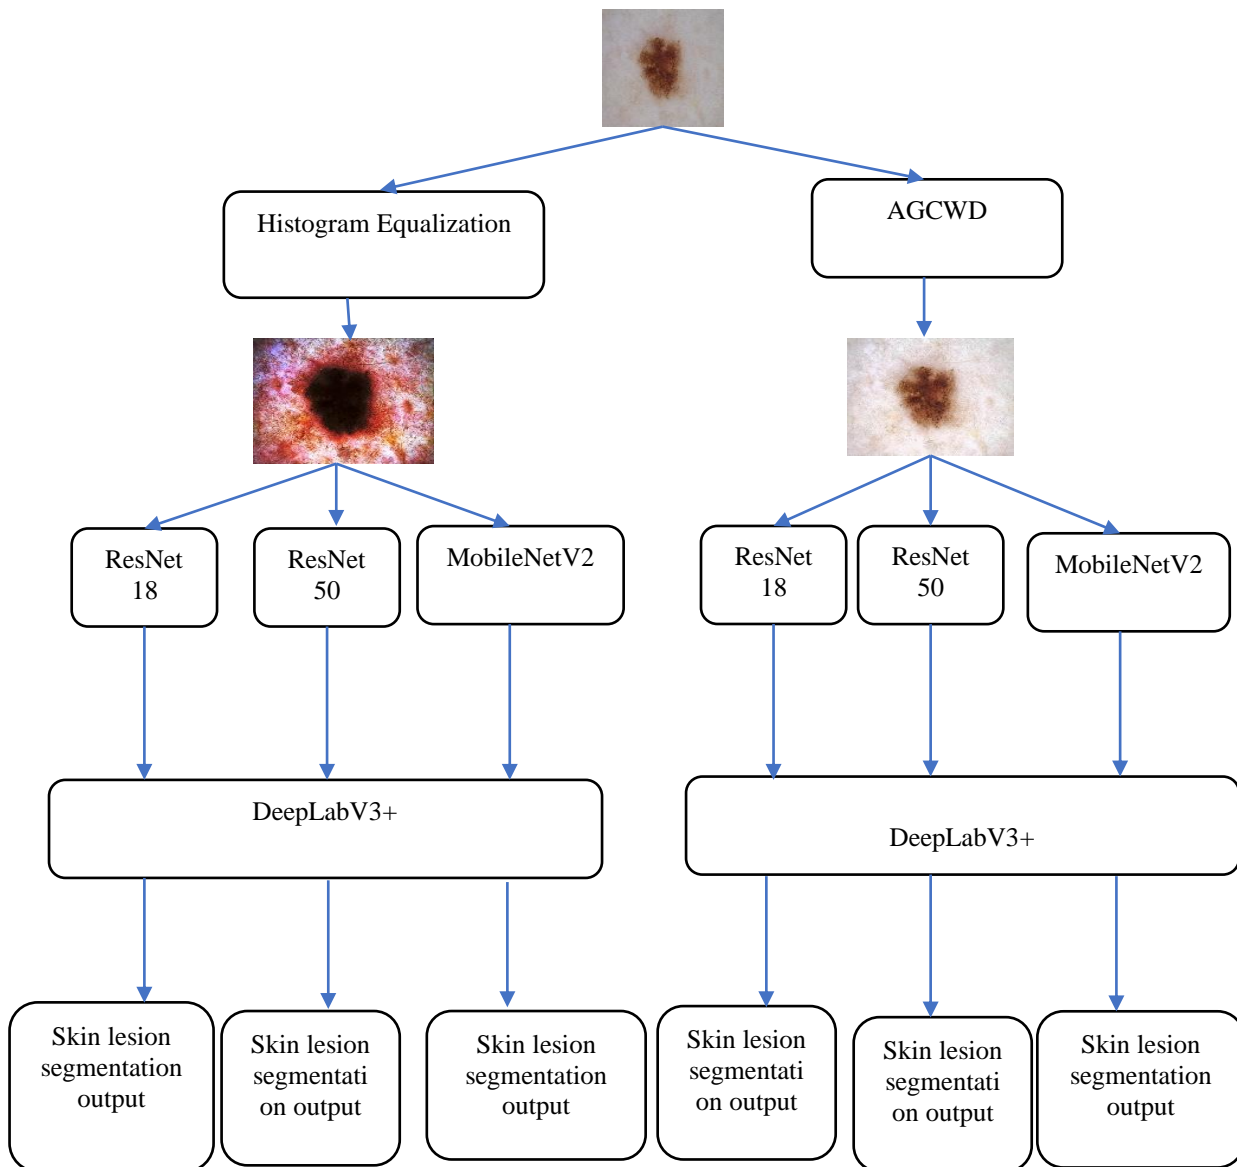 Histogram Equalization
AGCWD
ResNet
18
ResNet
50
MobileNetV2
ResNet
18
ResNet
50
MobileNetV2
DeepLabV3+
DeepLabV3+
Skin lesion
segmentation
output
Skin lesion
segmentati
on output
Skin lesion
segmentation
output
Skin lesion
segmentati
on output
Skin lesion
segmentati
on output
Skin lesion
segmentation
output